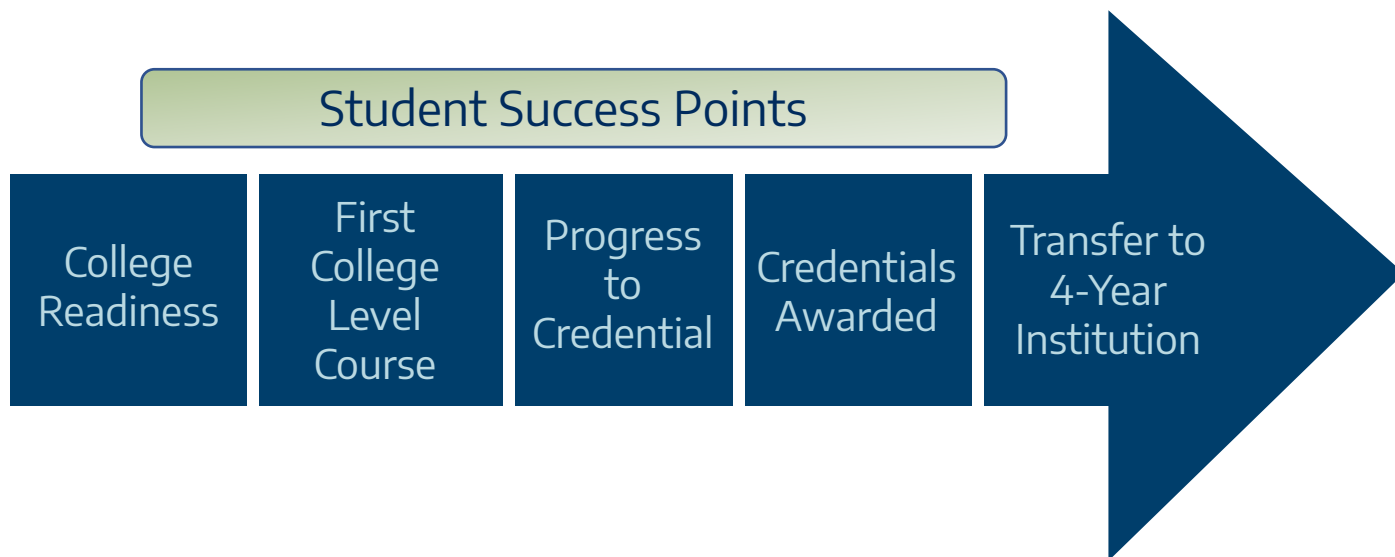 Student Success Points
College
Readiness
First
College
Level
Course
Progress
to
Credential
Credentials
Awarded
Transfer to
4-Year
Institution